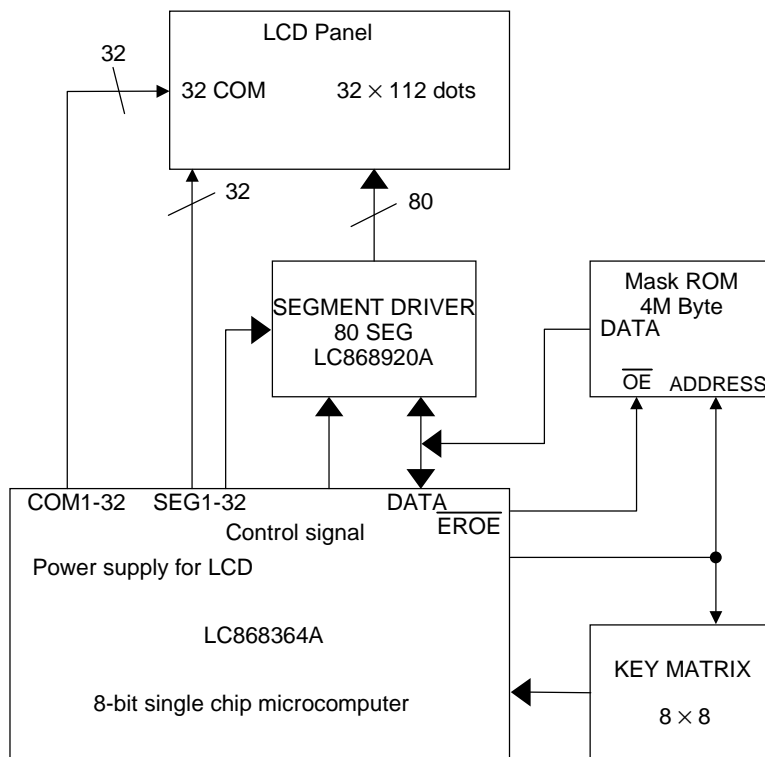 LCD Panel
32
32 COM
32 × 112 dots
32
80
SEGMENT DRIVER
80 SEG
LC868920A
Mask ROM
4M Byte
DATA
OE
ADDRESS
COM1-32
SEG1-32
DATA
EROE
Control signal
Power supply for LCD
LC868364A
8-bit single chip microcomputer
KEY MATRIX
8 × 8